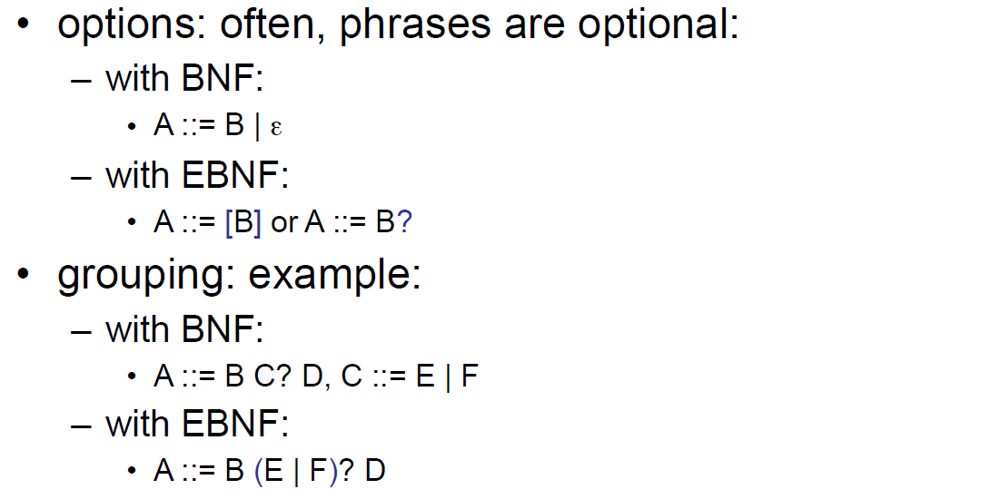 • options: often, phrases are optional:
– with BNF:
• A ::= B | ε
– with EBNF:
• A ::= [B] or A ::= B?
• grouping: example:
– with BNF:
• A ::= B C? D, C ::= E | F
– with EBNF:
• A ::= B (E | F)? D